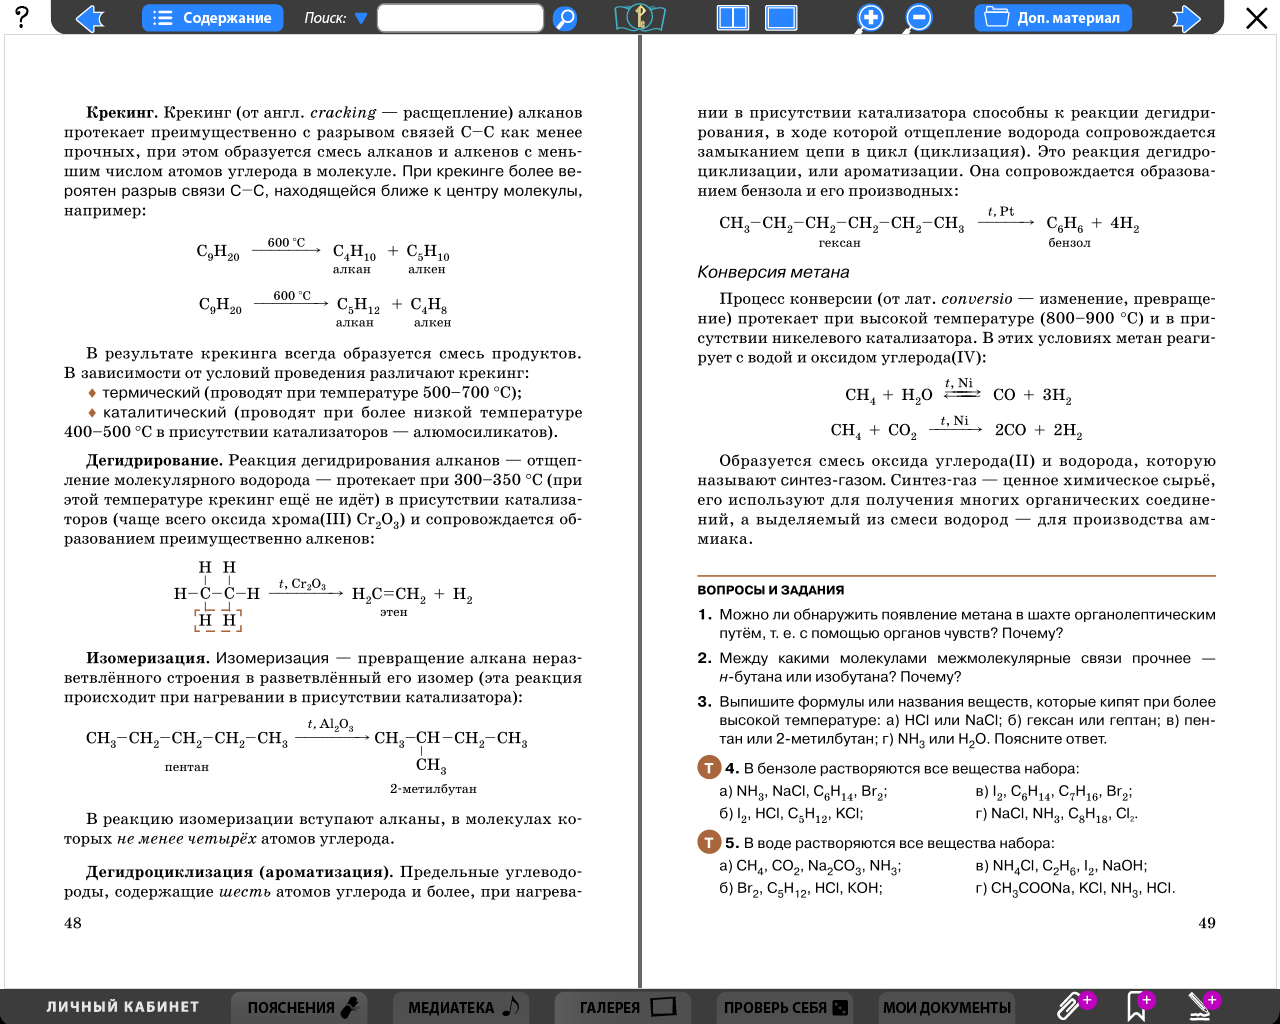 ?
Содержание
Поиск:
Доп. материал
Крекинг. Крекинг (от англ. cracking — расщепление) алканов
протекает преимущественно с разрывом связей C−C как менее
прочных, при этом образуется смесь алканов и алкенов с мень-
шим числом атомов углерода в молекуле. При крекинге более ве-
роятен разрыв связи C−C, находящейся ближе к центру молекулы,
например:
600 °C
C₉H₂₀ ⟶ C₄H₁₀ + C₅H₁₀
алкан алкен
600 °C
C₉H₂₀ ⟶ C₅H₁₂ + C₄H₈
алкан алкен
В результате крекинга всегда образуется смесь продуктов.
В зависимости от условий проведения различают крекинг:
♦ термический (проводят при температуре 500−700 °C);
♦ каталитический (проводят при более низкой температуре
400−500 °C в присутствии катализаторов — алюмосиликатов).
Дегидрирование. Реакция дегидрирования алканов — отщеп-
ление молекулярного водорода — протекает при 300−350 °C (при
этой температуре крекинг ещё не идёт) в присутствии катализа-
торов (чаще всего оксида хрома(III) Cr₂O₃) и сопровождается об-
разованием преимущественно алкенов:
H H
t, Cr₂O₃
H−C−C−H ⟶ H₂C=CH₂ + H₂
этен
H H
Изомеризация. Изомеризация — превращение алкана нераз-
ветвлённого строения в разветвлённый его изомер (эта реакция
происходит при нагревании в присутствии катализатора):
t, Al₂O₃
CH₃−CH₂−CH₂−CH₂−CH₃ ⟶ CH₃−CH−CH₂−CH₃
пентан CH₃
2-метилбутан
В реакцию изомеризации вступают алканы, в молекулах ко-
торых не менее четырёх атомов углерода.
Дегидроциклизация (ароматизация). Предельные углеводо-
роды, содержащие шесть атомов углерода и более, при нагрева-
48
нии в присутствии катализатора способны к реакции дегидри-
рования, в ходе которой отщепление водорода сопровождается
замыканием цепи в цикл (циклизация). Это реакция дегидро-
циклизации, или ароматизации. Она сопровождается образова-
нием бензола и его производных:
t, Pt
CH₃−CH₂−CH₂−CH₂−CH₂−CH₃ ⟶ C₆H₆ + 4H₂
гексан бензол
Конверсия метана
Процесс конверсии (от лат. conversio — изменение, превраще-
ние) протекает при высокой температуре (800−900 °C) и в при-
сутствии никелевого катализатора. В этих условиях метан реаги-
рует с водой и оксидом углерода(IV):
t, Ni
CH₄ + H₂O ⇄ CO + 3H₂
t, Ni
CH₄ + CO₂ ⟶ 2CO + 2H₂
Образуется смесь оксида углерода(II) и водорода, которую
называют синтез-газом. Синтез-газ — ценное химическое сырьё,
его используют для получения многих органических соедине-
ний, а выделяемый из смеси водород — для производства ам-
миака.
ВОПРОСЫ И ЗАДАНИЯ
1. Можно ли обнаружить появление метана в шахте органолептическим
путём, т. е. с помощью органов чувств? Почему?
2. Между какими молекулами межмолекулярные связи прочнее —
н-бутана или изобутана? Почему?
3. Выпишите формулы или названия веществ, которые кипят при более
высокой температуре: а) HCl или NaCl; б) гексан или гептан; в) пен-
тан или 2-метилбутан; г) NH₃ или H₂O. Поясните ответ.
Т 4. В бензоле растворяются все вещества набора:
а) NH₃, NaCl, C₆H₁₄, Br₂; в) I₂, C₆H₁₄, C₇H₁₆, Br₂;
б) I₂, HCl, C₅H₁₂, KCl; г) NaCl, NH₃, C₈H₁₈, Cl₂.
Т 5. В воде растворяются все вещества набора:
а) CH₄, CO₂, Na₂CO₃, NH₃; в) NH₄Cl, C₂H₆, I₂, NaOH;
б) Br₂, C₅H₁₂, HCl, KOH; г) CH₃COONa, KCl, NH₃, HCl.
49
ЛИЧНЫЙ КАБИНЕТ
ПОЯСНЕНИЯ
МЕДИАТЕКА
ГАЛЕРЕЯ
ПРОВЕРЬ СЕБЯ
МОИ ДОКУМЕНТЫ